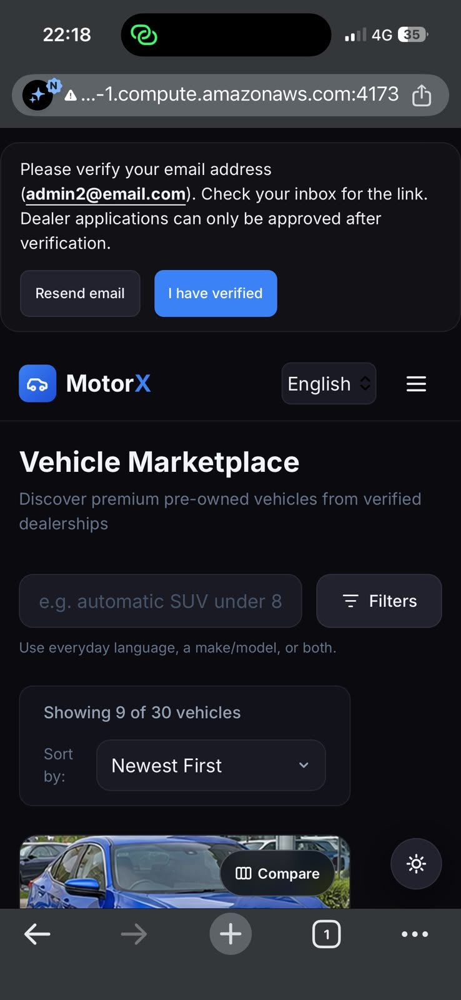 22:18
4G
35
N
...-1.compute.amazonaws.com:4173
Please verify your email address
(admin2@email.com). Check your inbox for the link.
Dealer applications can only be approved after
verification.
Resend email
I have verified
MotorX
English
Vehicle Marketplace
Discover premium pre-owned vehicles from verified
dealerships
e.g. automatic SUV under 8
Filters
Use everyday language, a make/model, or both.
Showing 9 of 30 vehicles
Sort
by:
Newest First
Compare
1